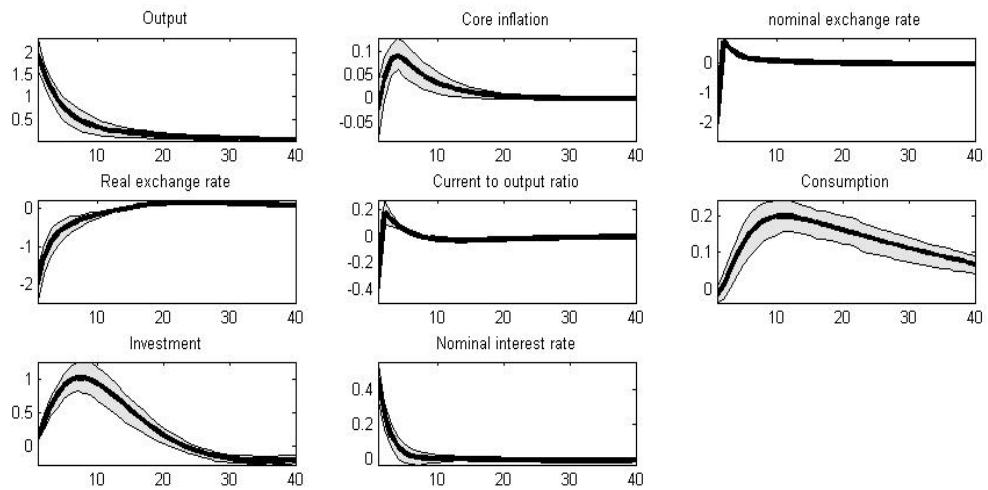 Output
2
1.5
1
0.5
10 20 30 40
Core inflation
0.1
0.05
0
-0.05
10 20 30 40
nominal exchange rate
0
-1
-2
10 20 30 40
Real exchange rate
0
-1
-2
10 20 30 40
Current to output ratio
0.2
0
-0.2
-0.4
10 20 30 40
Consumption
0.2
0.1
0
10 20 30 40
Investment
1
0.5
0
10 20 30 40
Nominal interest rate
0.4
0.2
0
10 20 30 40